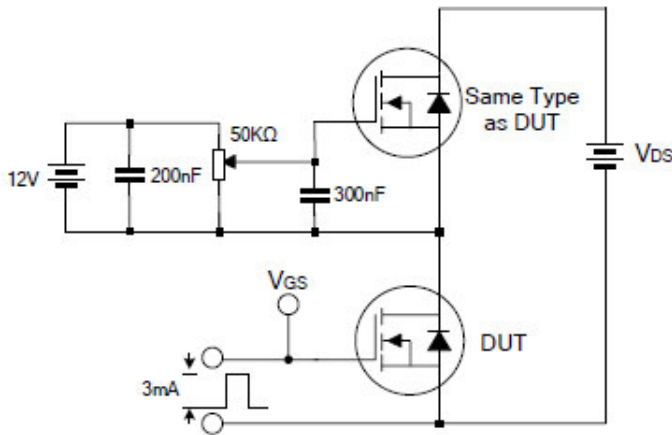 Same Type
as DUT
50KΩ
12V
200nF
300nF
VDS
VGS
DUT
3mA